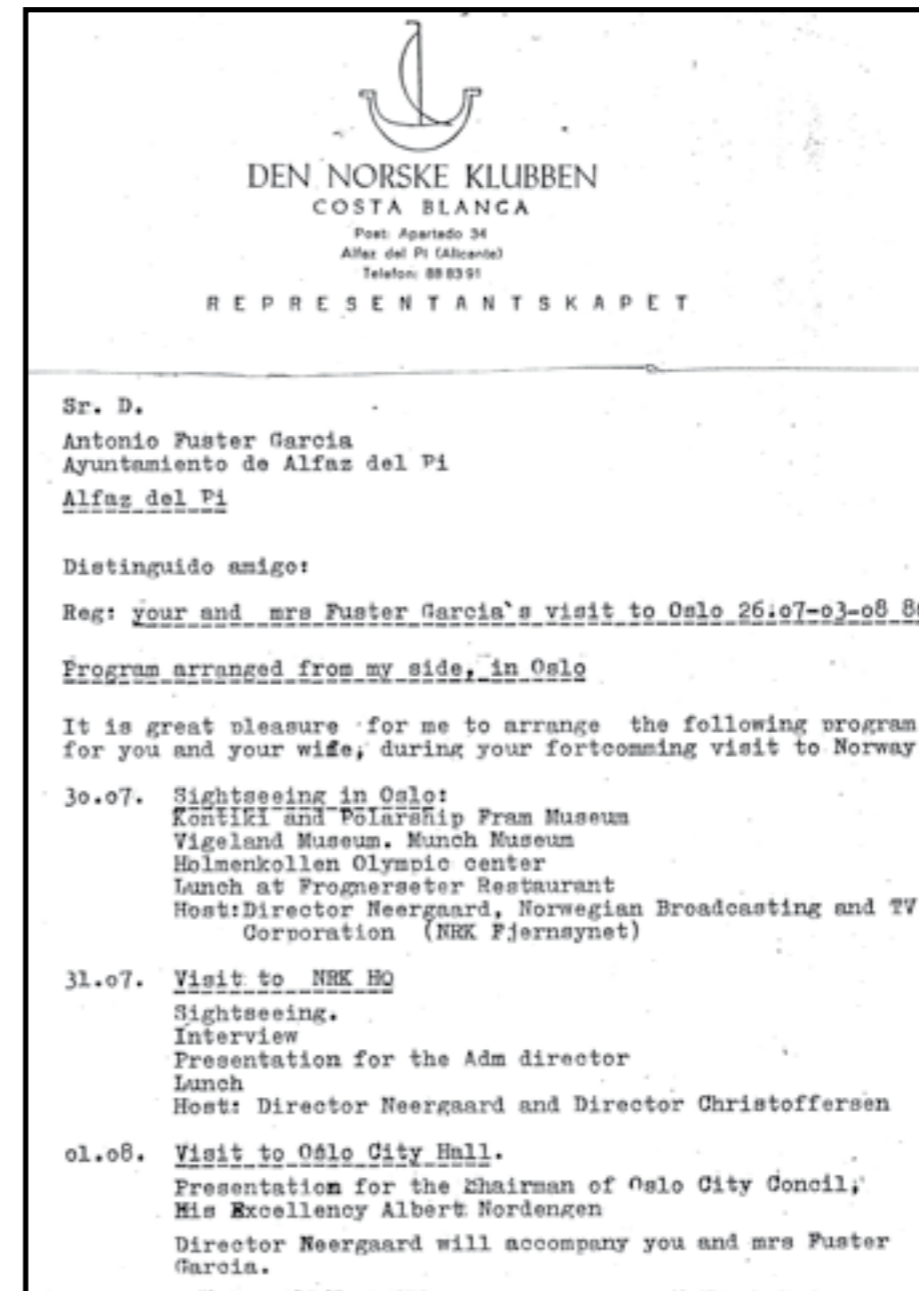 DEN NORSKE KLUBBEN
COSTA BLANCA
Post: Apartado 34
Alfaz del Pi (Alicante)
Telefon: 88 83 91
REPRESENTANTSKAPET
Sr. D.
Antonio Fuster Garcia
Ayuntamiento de Alfaz del Pi
Alfaz del Pi
Distinguido amigo:
Reg: your and mrs Fuster Garcia`s visit to Oslo 26.o7-o3-o8
Program arranged from my side, in Oslo
It is great pleasure for me to arrange the following program
for you and your wife, during your fortcomming visit to Norway
3o.o7. Sightseeing in Oslo:
Kontiki and Polarship Fram Museum
Vigeland Museum. Munch Museum
Holmenkollen Olympic center
Lunch at Frognerseter Restaurant
Host:Director Neergaard, Norwegian Broadcasting and TV
Corporation (NRK Fjernsynet)
31.o7. Visit to NRK HQ
Sightseeing.
Interview
Presentation for the Adm director
Lunch
Host: Director Neergaard and Director Christoffersen
o1.o8. Visit to Oslo City Hall.
Presentation for the Chairman of Oslo City Concil,
His Excellency Albert Nordengen
Director Neergaard will accompany you and mrs Fuster
Garcia.